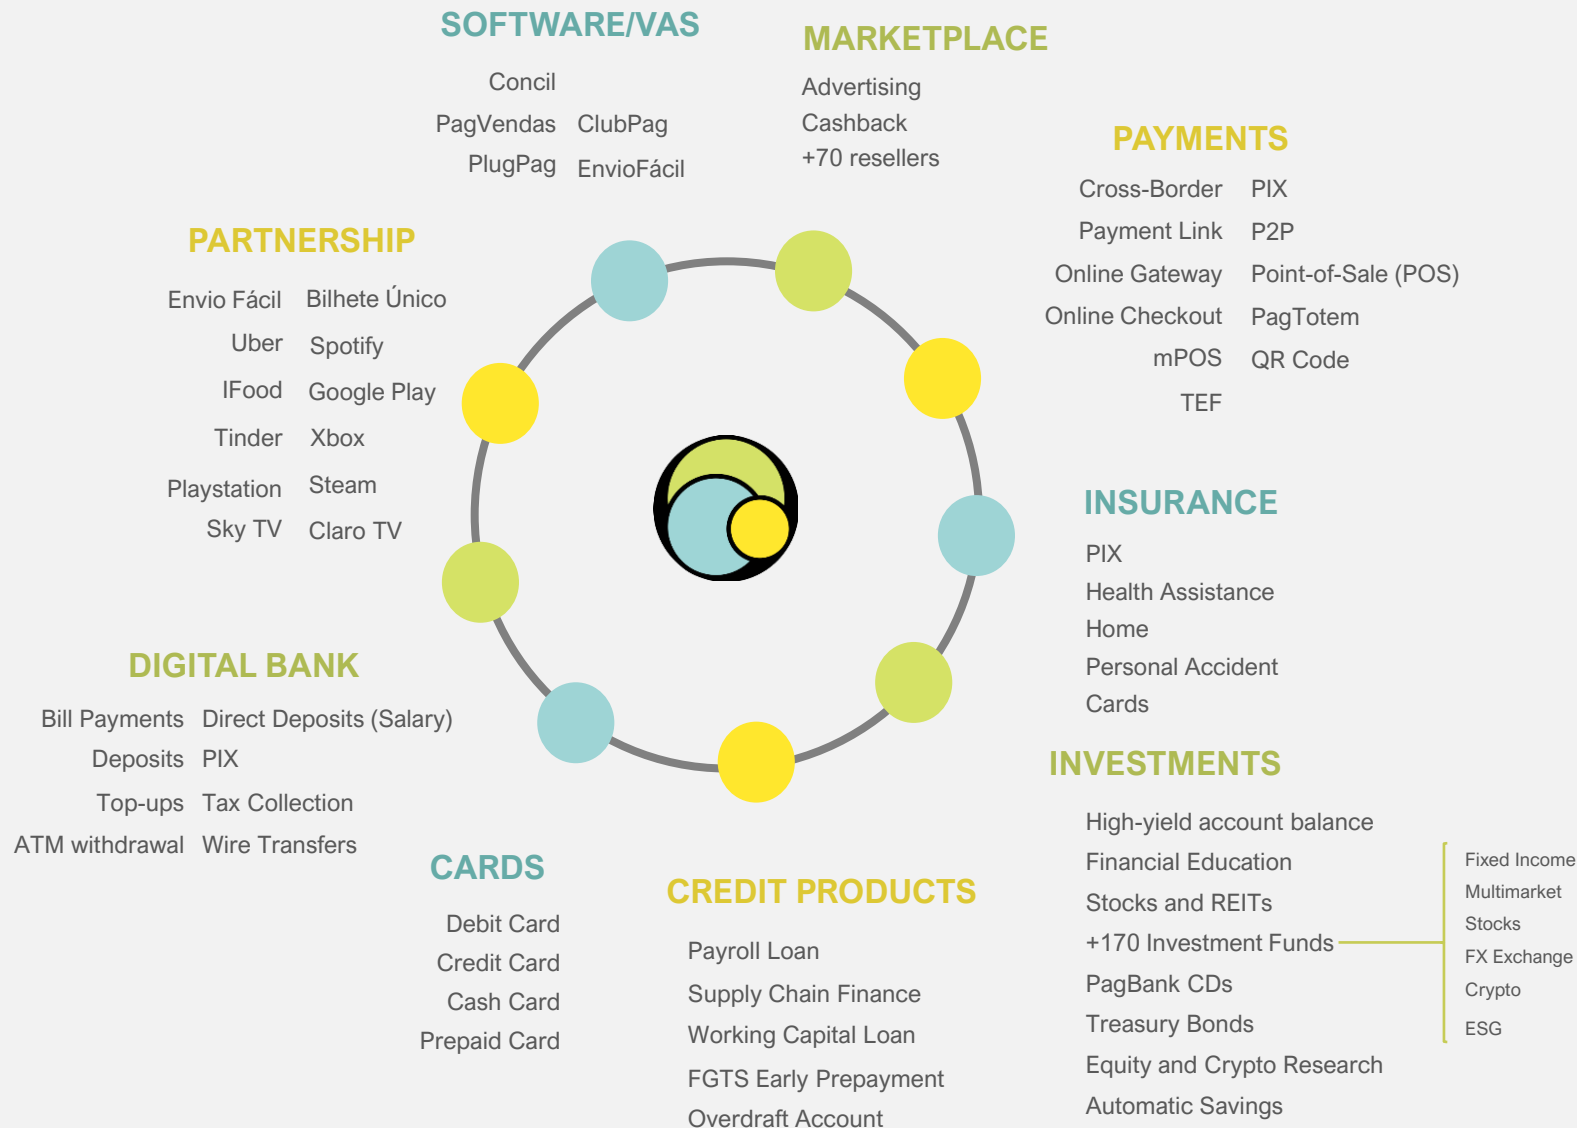 SOFTWARE/VAS
Concil
PagVendas ClubPag
PlugPag EnvioFácil
MARKETPLACE
Advertising
Cashback
+70 resellers
PAYMENTS
Cross-Border PIX
Payment Link P2P
Online Gateway Point-of-Sale (POS)
Online Checkout PagTotem
mPOS QR Code
TEF
PARTNERSHIP
Envio Fácil Bilhete Único
Uber Spotify
IFood Google Play
Tinder Xbox
Playstation Steam
Sky TV Claro TV
INSURANCE
PIX
Health Assistance
Home
Personal Accident
Cards
DIGITAL BANK
Bill Payments Direct Deposits (Salary)
Deposits PIX
Top-ups Tax Collection
ATM withdrawal Wire Transfers
INVESTMENTS
High-yield account balance
Financial Education
Stocks and REITs
+170 Investment Funds
PagBank CDs
Treasury Bonds
Equity and Crypto Research
Automatic Savings
Fixed Income
Multimarket
Stocks
FX Exchange
Crypto
ESG
CARDS
Debit Card
Credit Card
Cash Card
Prepaid Card
CREDIT PRODUCTS
Payroll Loan
Supply Chain Finance
Working Capital Loan
FGTS Early Prepayment
Overdraft Account